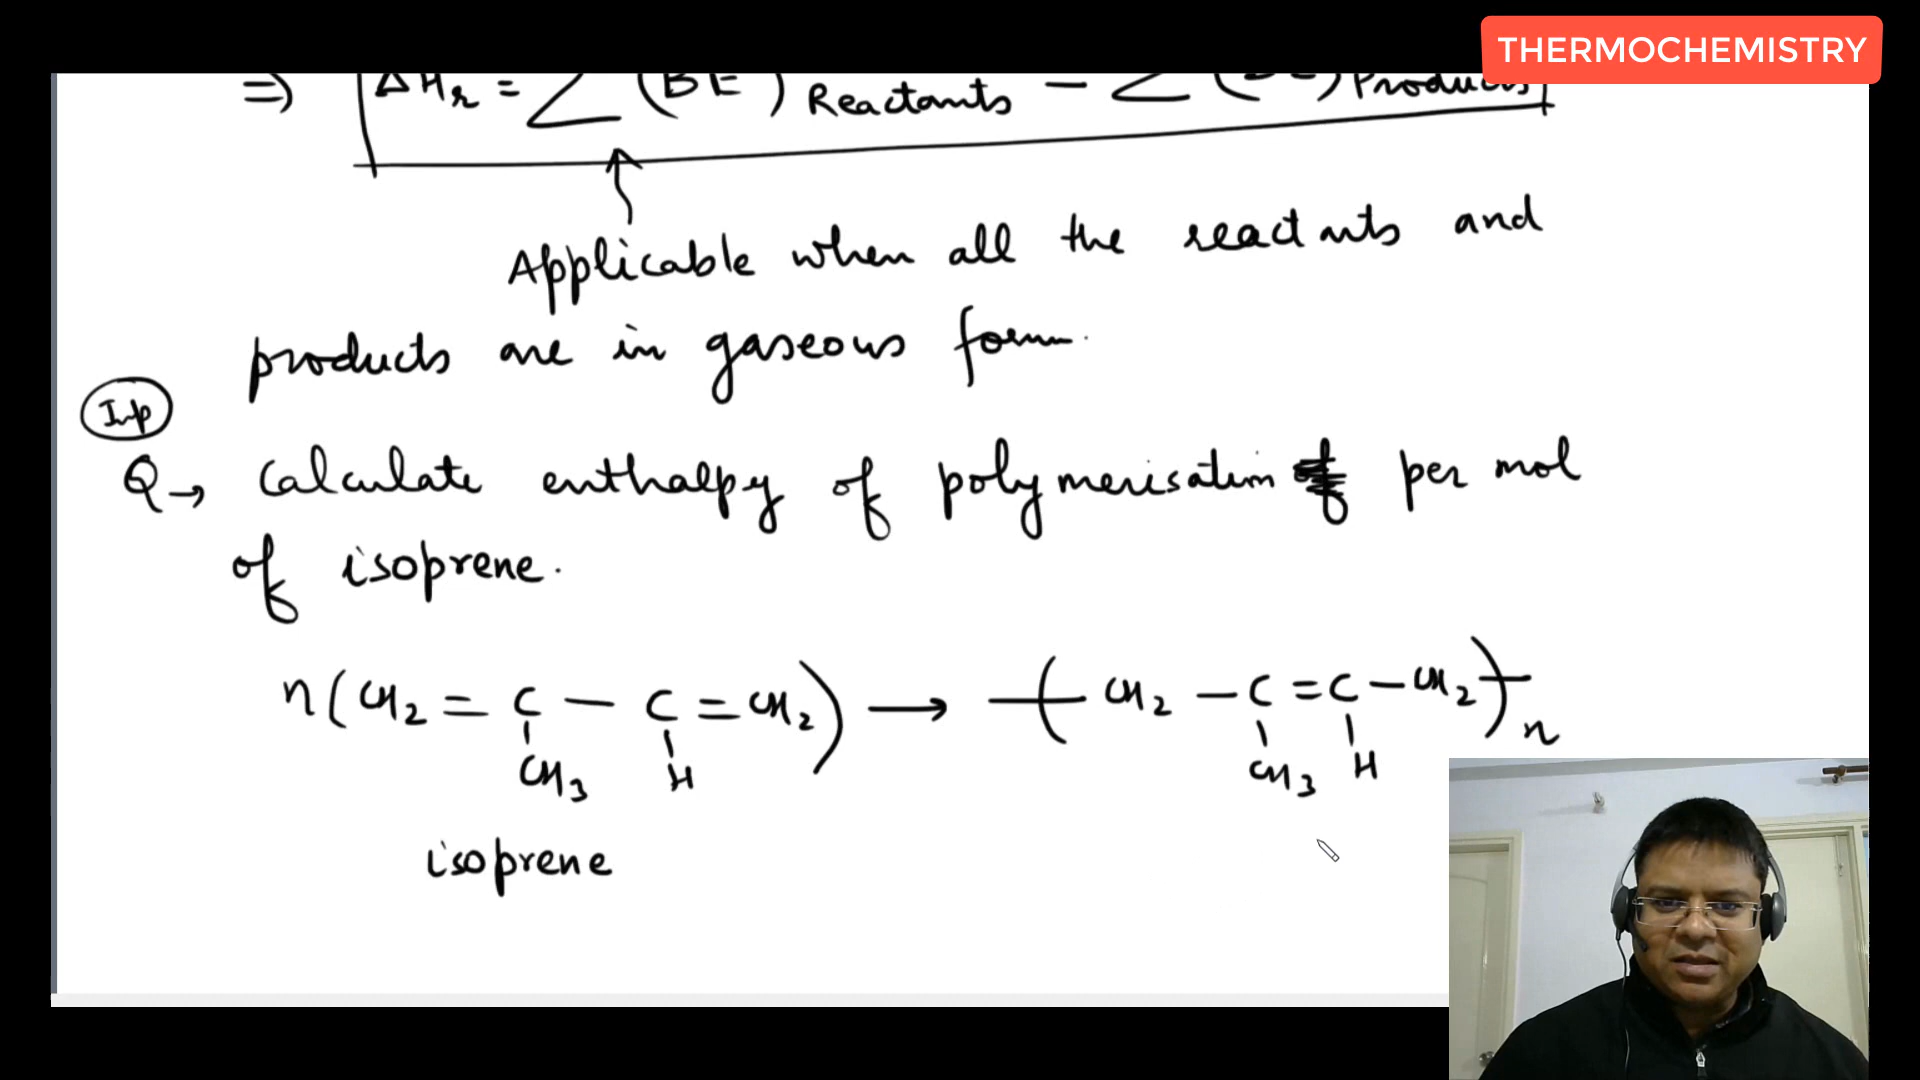 THERMOCHEMISTRY
⇒ ΔHr = Σ (BE) Reactants − Σ (BE) Products
Applicable when all the reactants and
products are in gaseous form.
Imp
Q→ Calculate enthalpy of polymerisation per mol
of isoprene.
n(CH2 = C − C = CH2) → −( CH2 − C = C − CH2 )−n
CH3 H CH3 H
isoprene